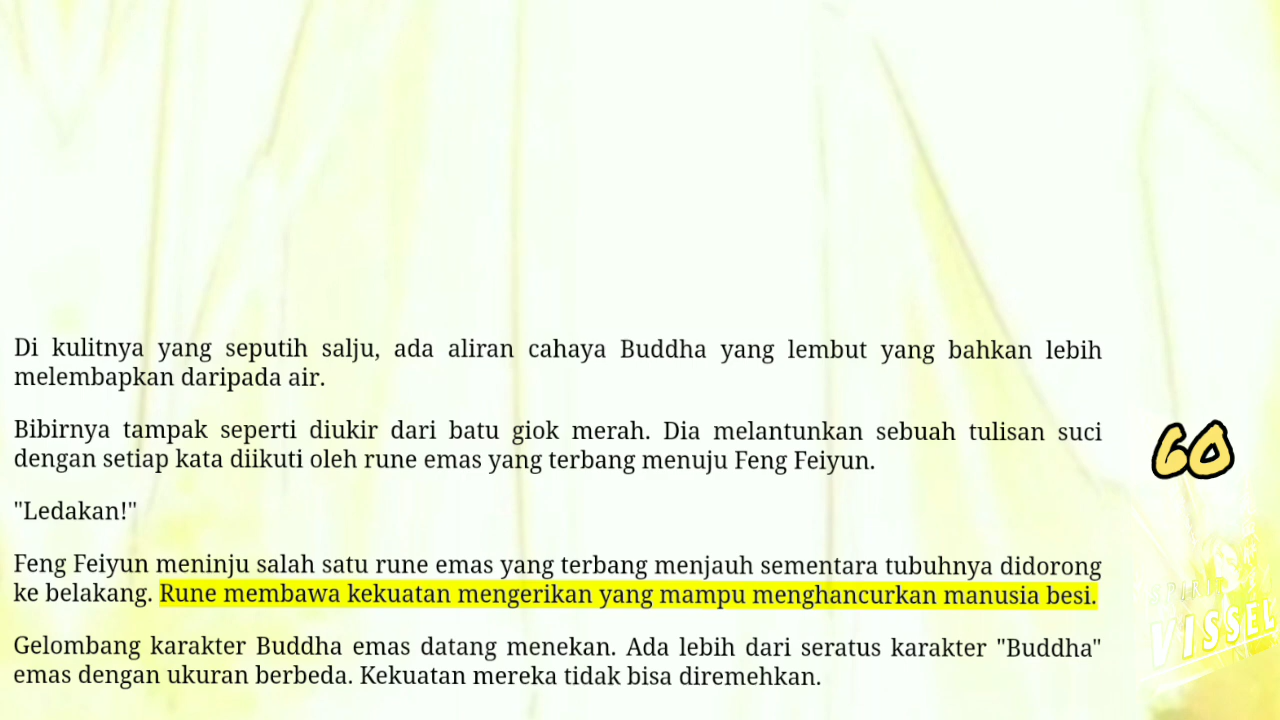 Di kulitnya yang seputih salju, ada aliran cahaya Buddha yang lembut yang bahkan lebih
melembapkan daripada air.
Bibirnya tampak seperti diukir dari batu giok merah. Dia melantunkan sebuah tulisan suci
dengan setiap kata diikuti oleh rune emas yang terbang menuju Feng Feiyun.
"Ledakan!"
Feng Feiyun meninju salah satu rune emas yang terbang menjauh sementara tubuhnya didorong
ke belakang. Rune membawa kekuatan mengerikan yang mampu menghancurkan manusia besi.
Gelombang karakter Buddha emas datang menekan. Ada lebih dari seratus karakter "Buddha"
emas dengan ukuran berbeda. Kekuatan mereka tidak bisa diremehkan.
60
SPIRIT
VISSEL